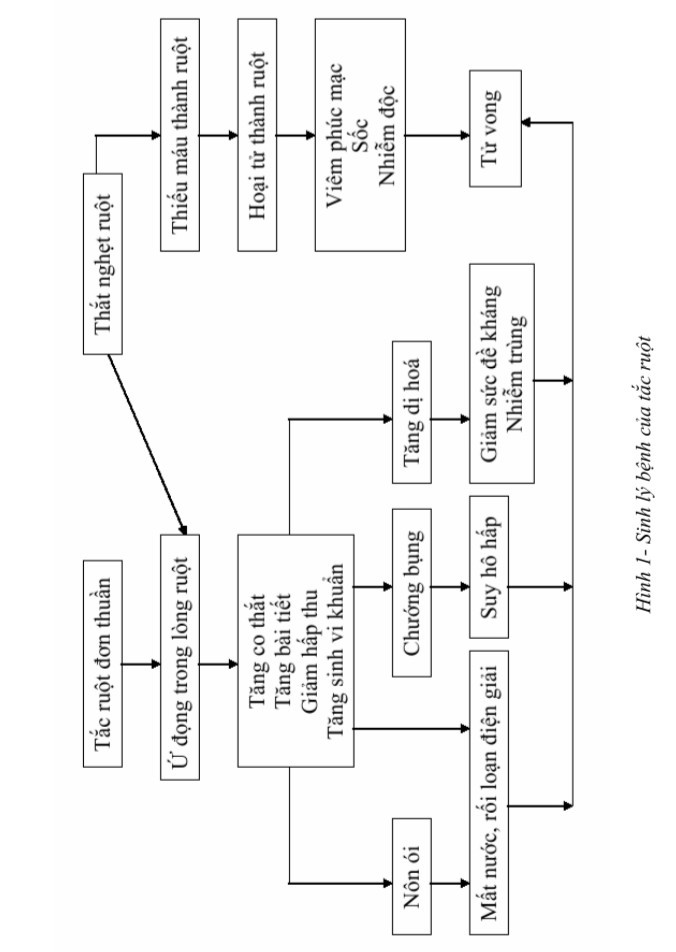 Tắc ruột đơn thuần
Thắt nghẹt ruột
Ứ đọng trong lòng ruột
Thiếu máu thành ruột
Tăng co thắt
Tăng bài tiết
Giảm hấp thu
Tăng sinh vi khuẩn
Hoại tử thành ruột
Viêm phúc mạc
Sốc
Nhiễm độc
Nôn ói
Chướng bụng
Tăng dị hoá
Mất nước, rối loạn điện giải
Suy hô hấp
Giảm sức đề kháng
Nhiễm trùng
Tử vong
Hình 1- Sinh lý bệnh của tắc ruột